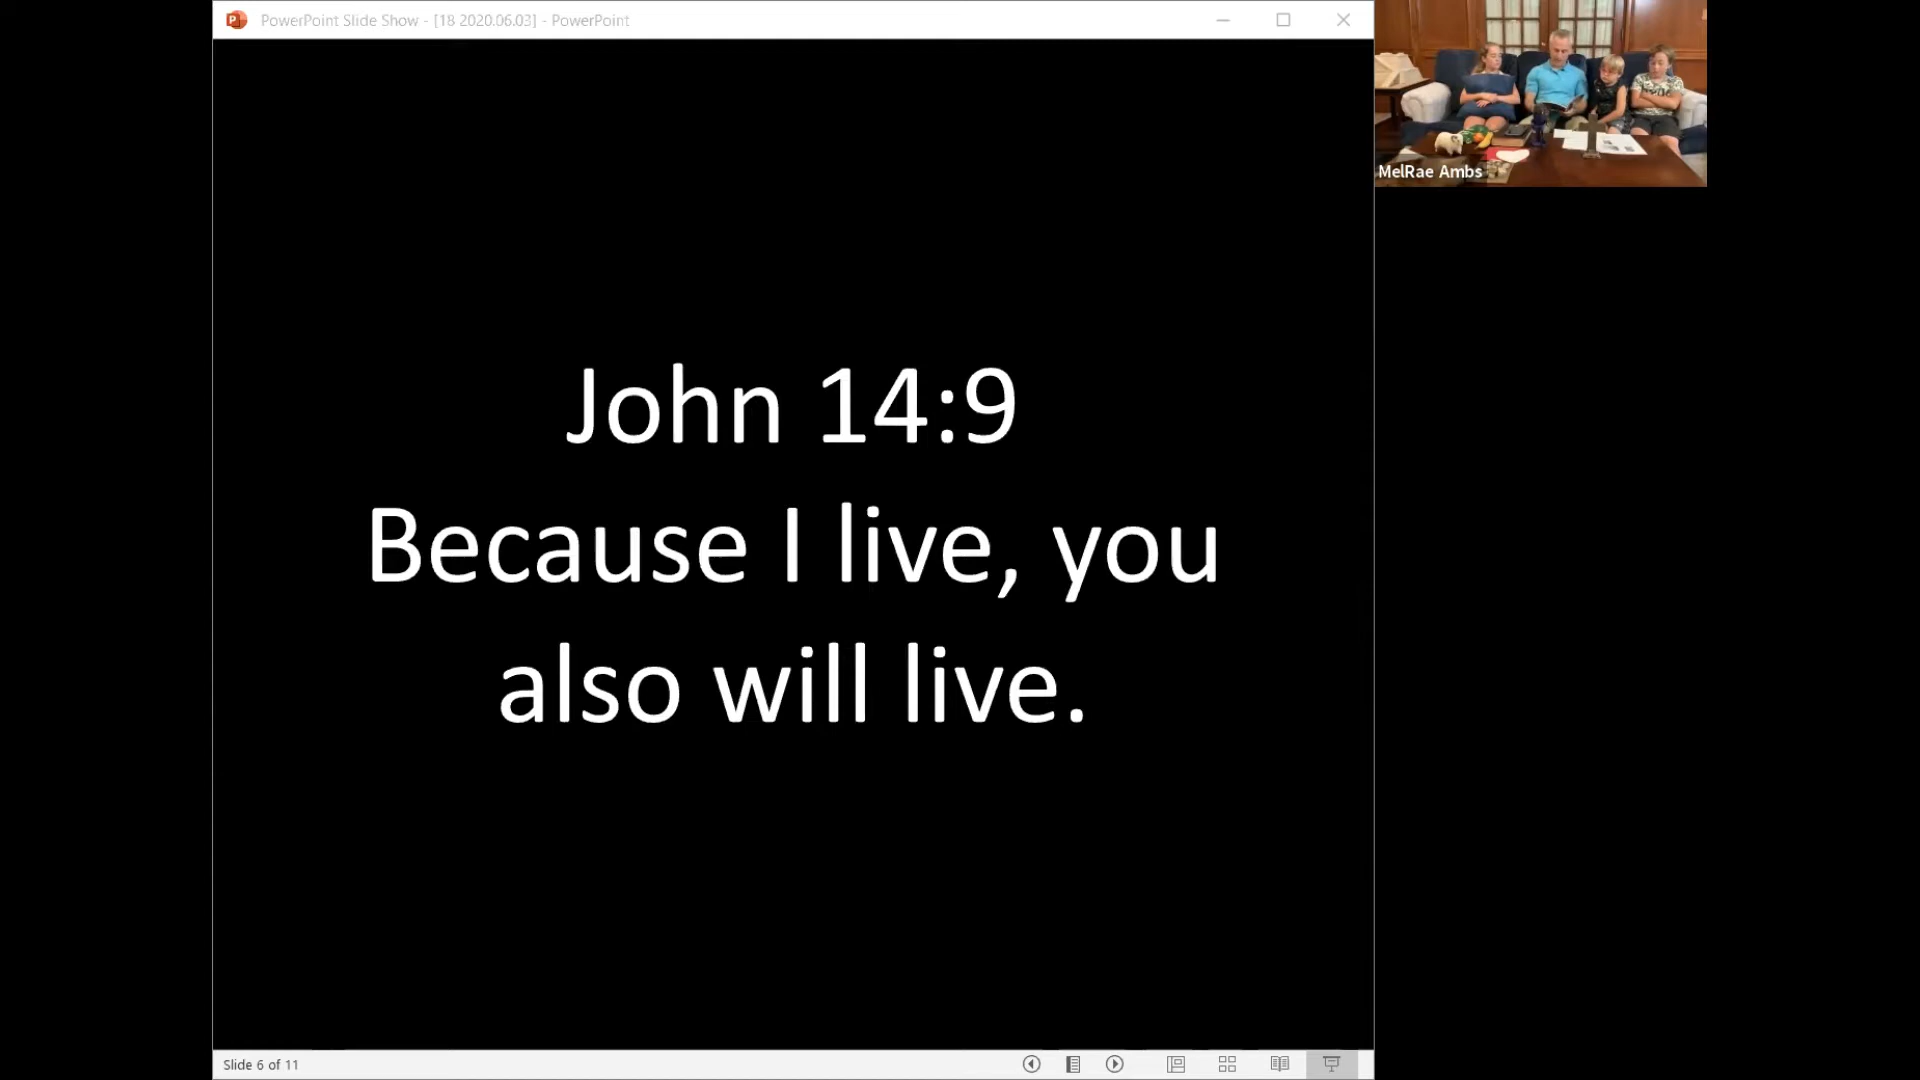 PowerPoint Slide Show - [18 2020.06.03] - PowerPoint
MelRae Ambs
John 14:9
Because I live, you
also will live.
Slide 6 of 11